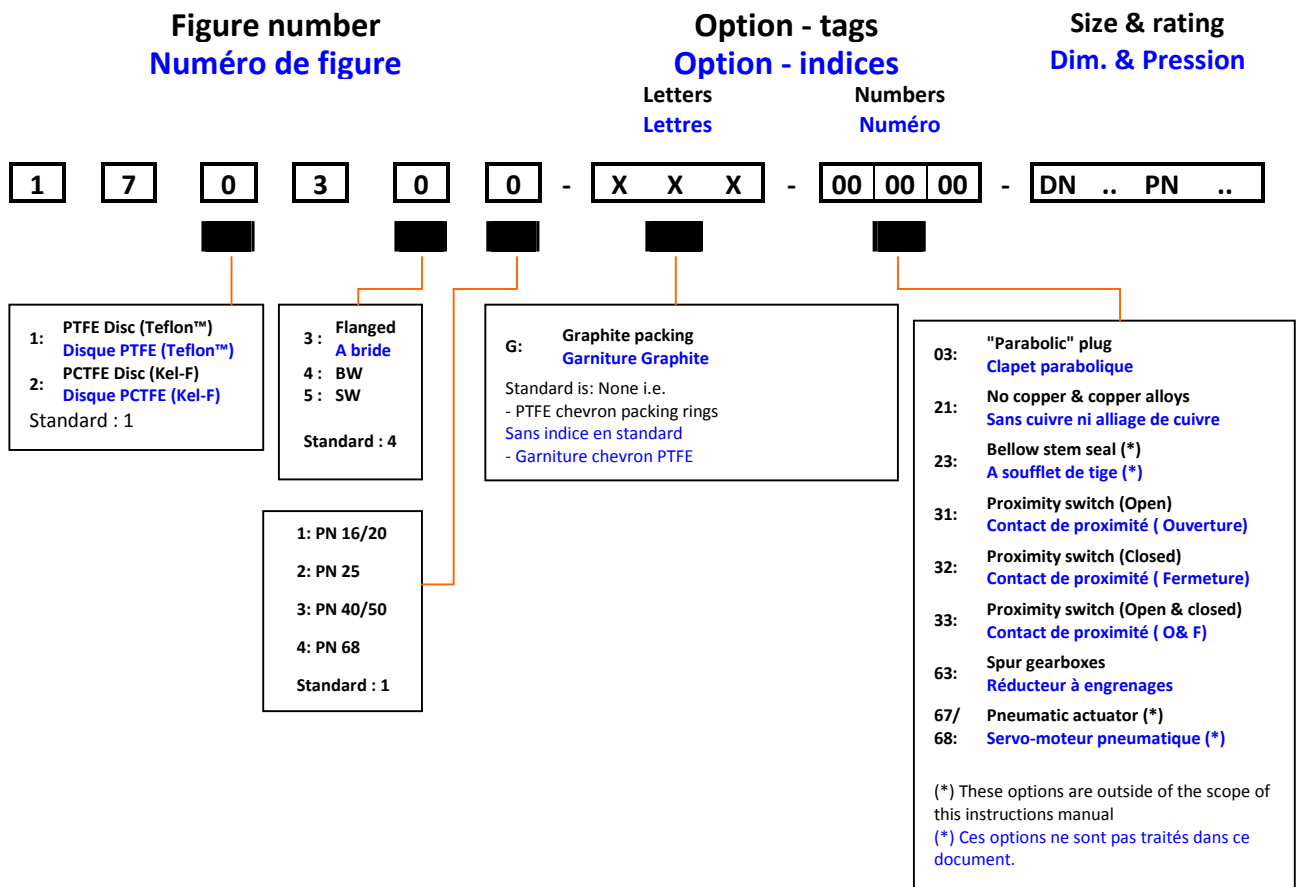 Figure number
Numéro de figure
Option - tags
Option - indices
Size & rating
Dim. & Pression
Letters
Lettres
Numbers
Numéro
1 7 0 3 0 0 - X X X - 00 00 00 - DN .. PN ..
1: PTFE Disc (Teflon™)
Disque PTFE (Teflon™)
2: PCTFE Disc (Kel-F)
Disque PCTFE (Kel-F)
Standard : 1
3 : Flanged
A bride
4 : BW
5 : SW
Standard : 4
1: PN 16/20
2: PN 25
3: PN 40/50
4: PN 68
Standard : 1
G: Graphite packing
Garniture Graphite
Standard is: None i.e.
- PTFE chevron packing rings
Sans indice en standard
- Garniture chevron PTFE
03: "Parabolic" plug
Clapet parabolique
21: No copper & copper alloys
Sans cuivre ni alliage de cuivre
23: Bellow stem seal (*)
A soufflet de tige (*)
31: Proximity switch (Open)
Contact de proximité ( Ouverture)
32: Proximity switch (Closed)
Contact de proximité ( Fermeture)
33: Proximity switch (Open & closed)
Contact de proximité ( O& F)
63: Spur gearboxes
Réducteur à engrenages
67/ Pneumatic actuator (*)
68: Servo-moteur pneumatique (*)
(*) These options are outside of the scope of
this instructions manual
(*) Ces options ne sont pas traités dans ce
document.